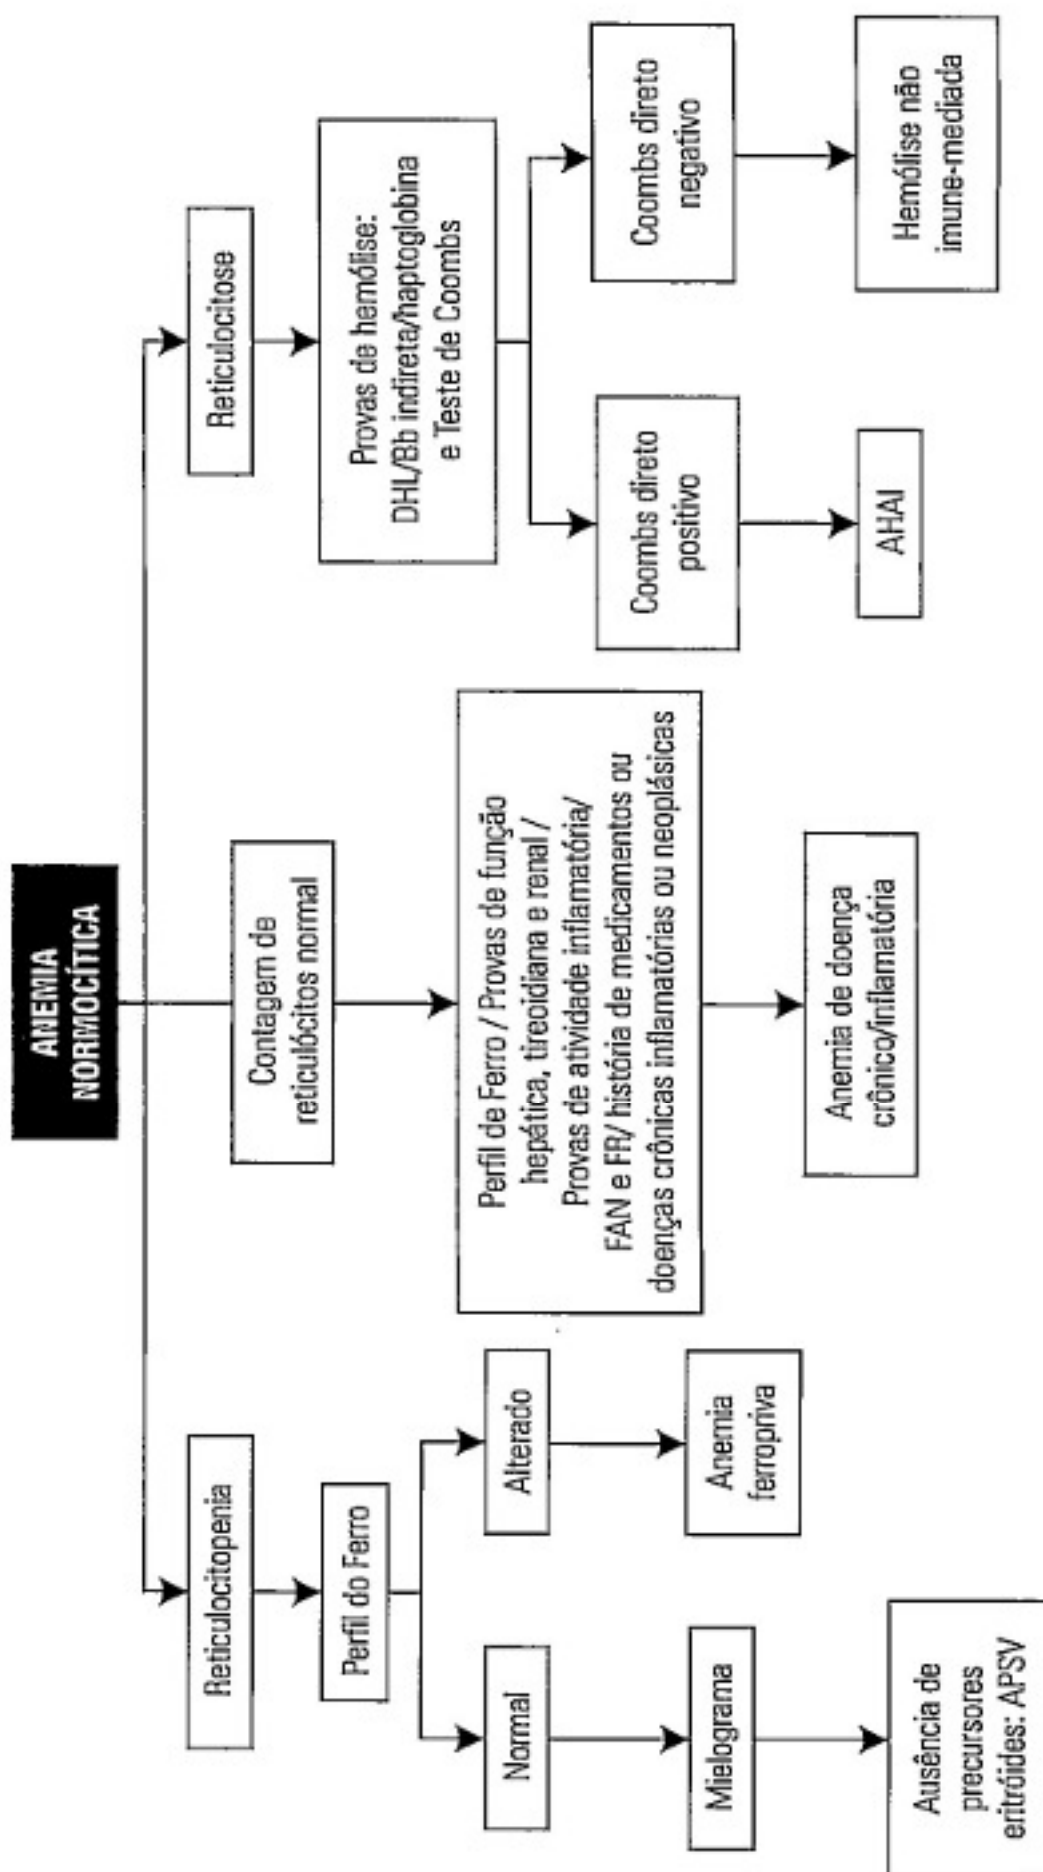 ANEMIA
NORMOCÍTICA
Reticulocitopenia
Perfil do Ferro
Normal
Alterado
Mielograma
Anemia
ferropriva
Ausência de
precursores
eritróides: APSV
Contagem de
reticulócitos normal
Perfil de Ferro / Provas de função
hepática, tireoidiana e renal /
Provas de atividade inflamatória/
FAN e FR/ história de medicamentos ou
doenças crônicas inflamatórias ou neoplásicas
Anemia de doença
crônico/inflamatória
Reticulocitose
Provas de hemólise:
DHL/Bb indireta/haptoglobina
e Teste de Coombs
Coombs direto
positivo
Coombs direto
negativo
AHAI
Hemólise não
imune-mediada